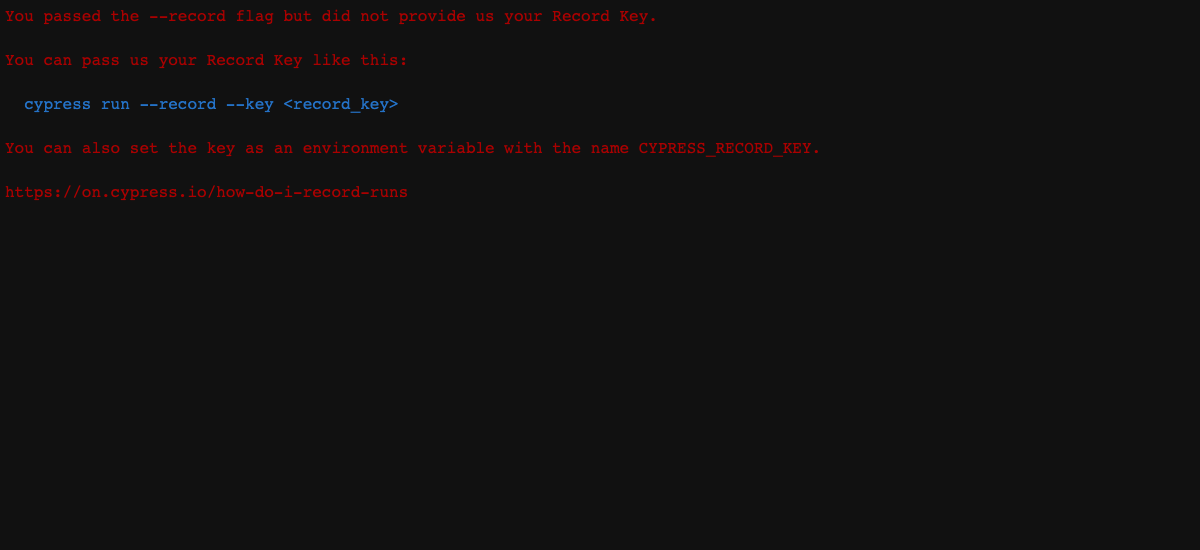 You passed the --record flag but did not provide us your Record Key.
You can pass us your Record Key like this:
cypress run --record --key <record_key>
You can also set the key as an environment variable with the name CYPRESS_RECORD_KEY.
https://on.cypress.io/how-do-i-record-runs